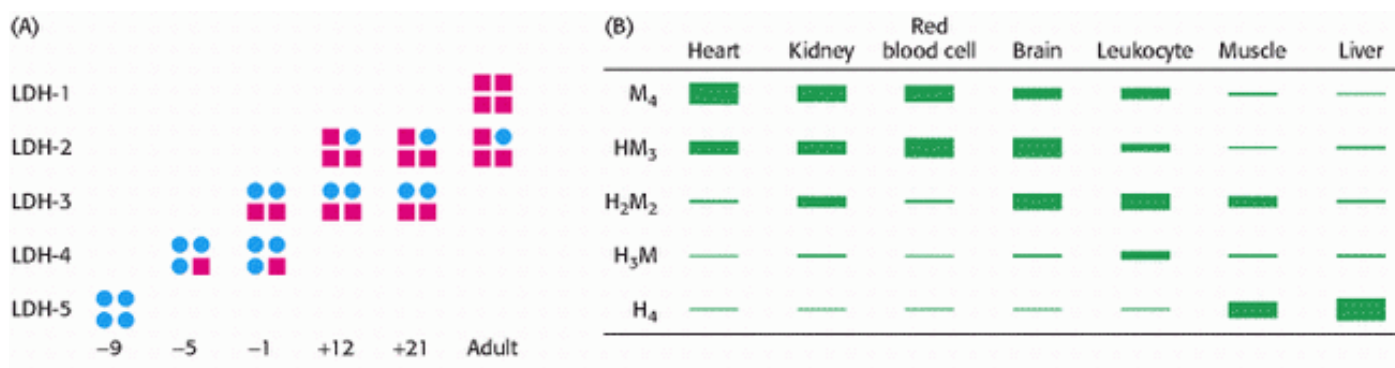 (A)
LDH-1
LDH-2
LDH-3
LDH-4
LDH-5
−9 −5 −1 +12 +21 Adult
(B)
Heart Kidney Red blood cell Brain Leukocyte Muscle Liver
M₄
HM₃
H₂M₂
H₃M
H₄